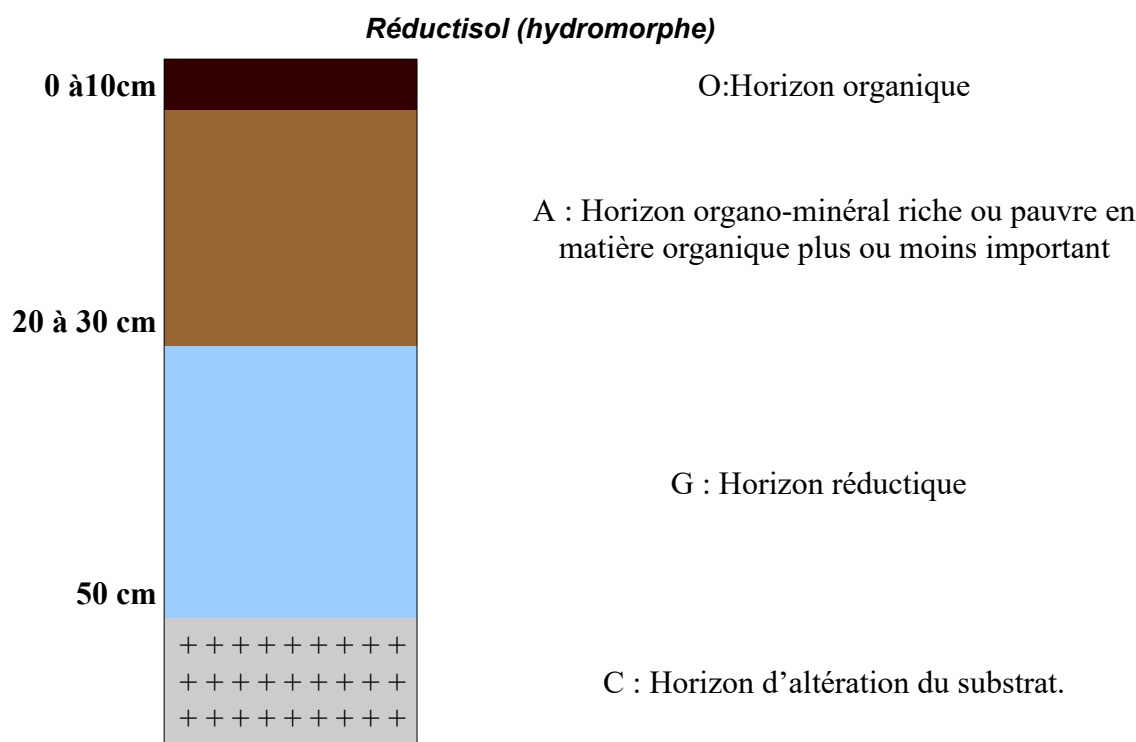 Réductisol (hydromorphe)
0 à10cm
O:Horizon organique
A : Horizon organo-minéral riche ou pauvre en
matière organique plus ou moins important
20 à 30 cm
G : Horizon réductique
50 cm
+ + + + + + + + +
+ + + + + + + + +
+ + + + + + + + +
C : Horizon d’altération du substrat.